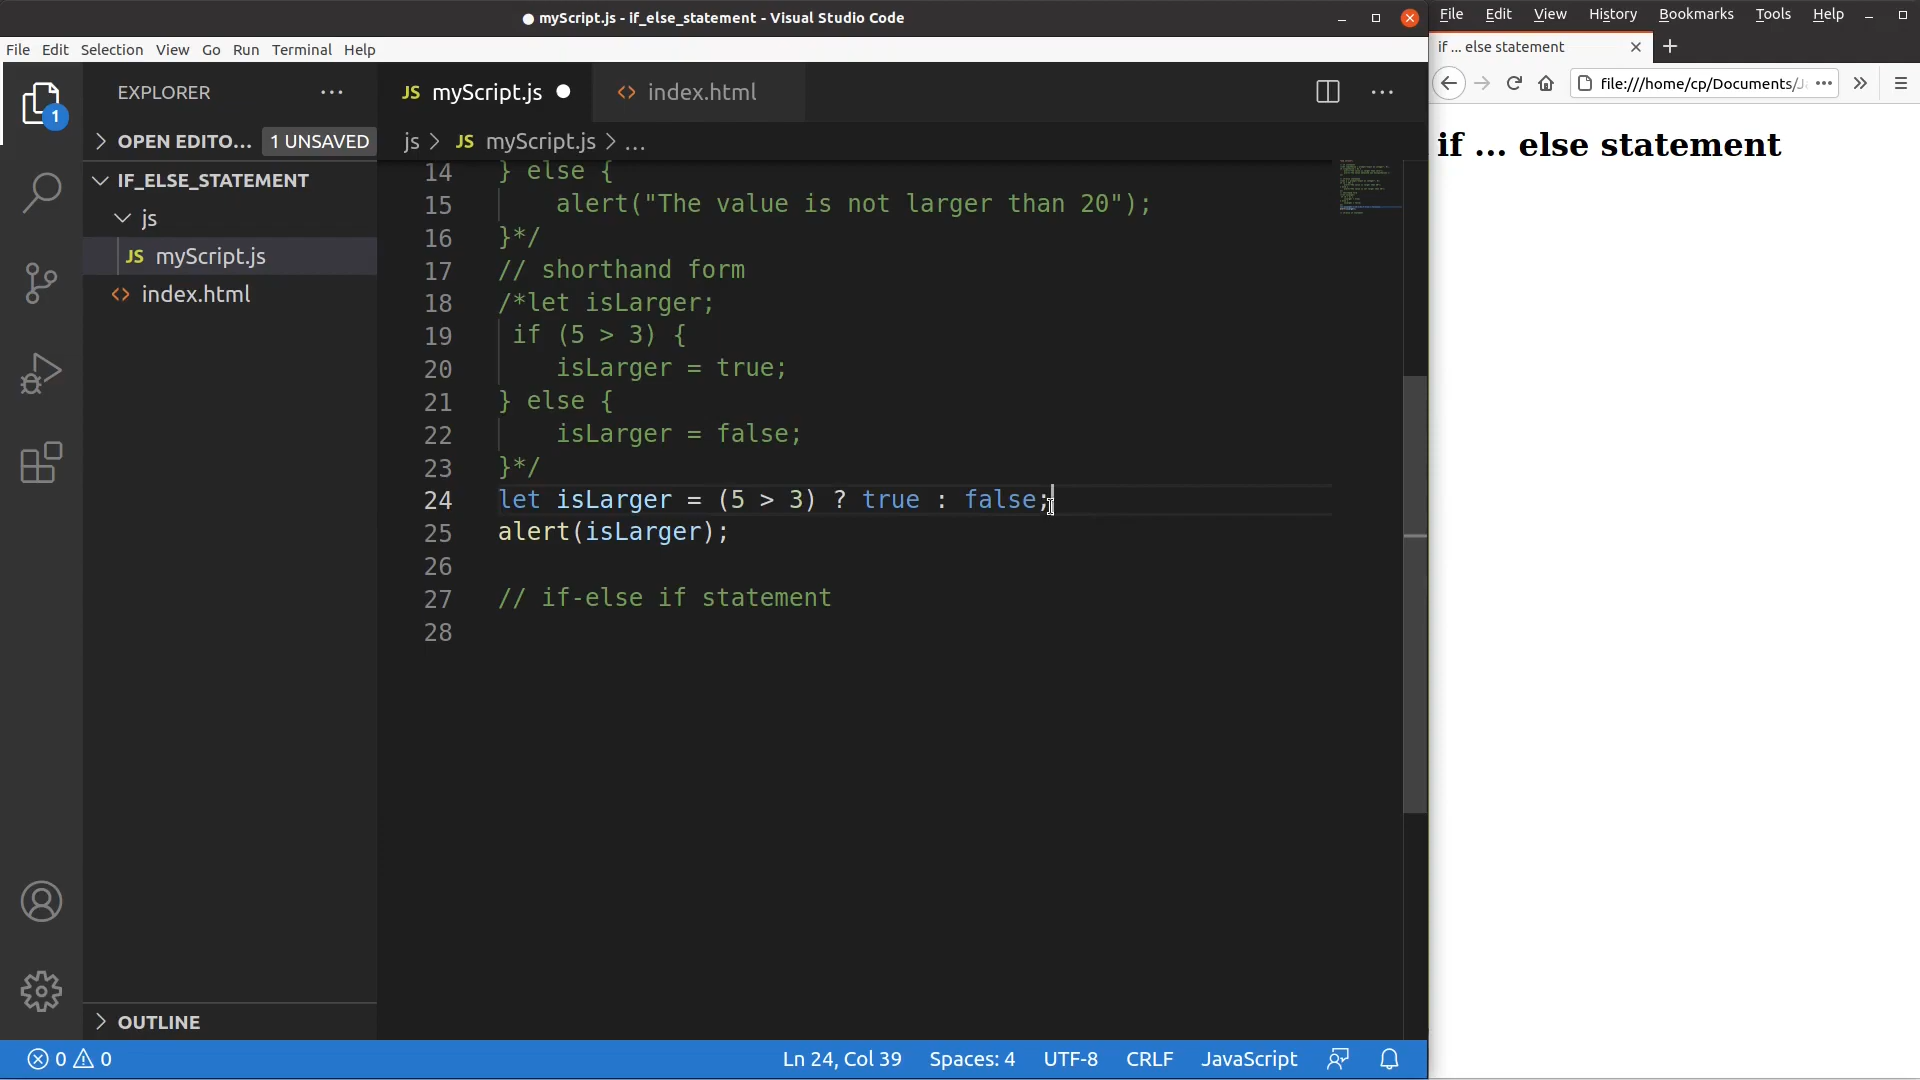 myScript.js - if_else_statement - Visual Studio Code
File Edit Selection View Go Run Terminal Help
EXPLORER
OPEN EDITO... 1 UNSAVED
IF_ELSE_STATEMENT
js
JS myScript.js
index.html
OUTLINE
JS myScript.js
index.html
js > JS myScript.js > ...
14 } else {
15 alert("The value is not larger than 20");
16 }*/
17 // shorthand form
18 /*let isLarger;
19 if (5 > 3) {
20 isLarger = true;
21 } else {
22 isLarger = false;
23 }*/
24 let isLarger = (5 > 3) ? true : false;
25 alert(isLarger);
26
27 // if-else if statement
28
1
0 0
Ln 24, Col 39 Spaces: 4 UTF-8 CRLF JavaScript
File Edit View History Bookmarks Tools Help
if ... else statement
file:///home/cp/Documents/
if ... else statement